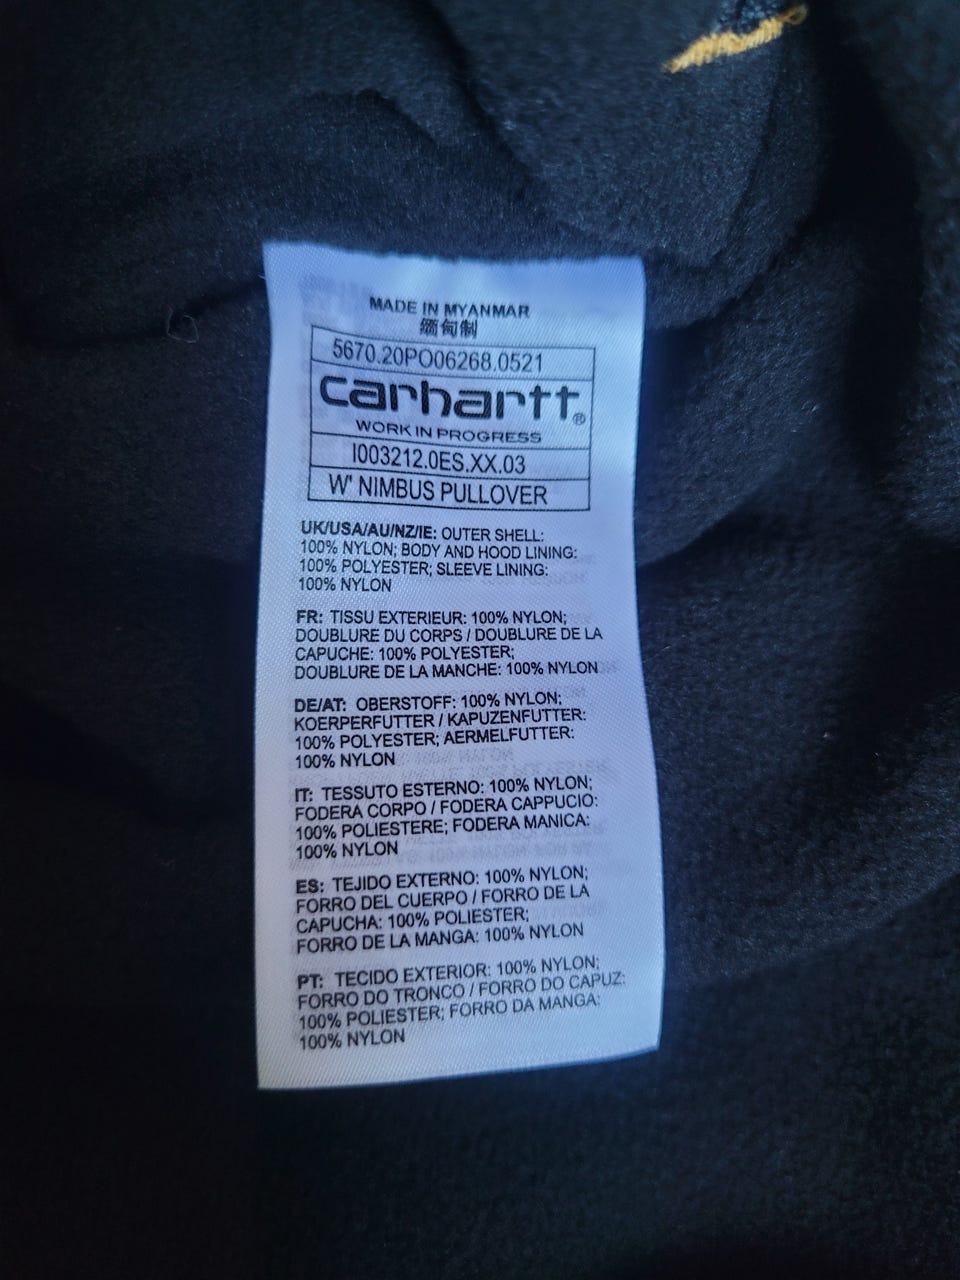 MADE IN MYANMAR
缅甸制
5670.20PO06268.0521
carhartt®
WORK IN PROGRESS
I003212.0ES.XX.03
W' NIMBUS PULLOVER
UK/USA/AU/NZ/IE: OUTER SHELL:
100% NYLON; BODY AND HOOD LINING:
100% POLYESTER; SLEEVE LINING:
100% NYLON
FR: TISSU EXTERIEUR: 100% NYLON;
DOUBLURE DU CORPS / DOUBLURE DE LA
CAPUCHE: 100% POLYESTER;
DOUBLURE DE LA MANCHE: 100% NYLON
DE/AT: OBERSTOFF: 100% NYLON;
KOERPERFUTTER / KAPUZENFUTTER:
100% POLYESTER; AERMELFUTTER:
100% NYLON
IT: TESSUTO ESTERNO: 100% NYLON;
FODERA CORPO / FODERA CAPPUCIO:
100% POLIESTERE; FODERA MANICA:
100% NYLON
ES: TEJIDO EXTERNO: 100% NYLON;
FORRO DEL CUERPO / FORRO DE LA
CAPUCHA: 100% POLIESTER;
FORRO DE LA MANGA: 100% NYLON
PT: TECIDO EXTERIOR: 100% NYLON;
FORRO DO TRONCO / FORRO DO CAPUZ:
100% POLIESTER; FORRO DA MANGA:
100% NYLON